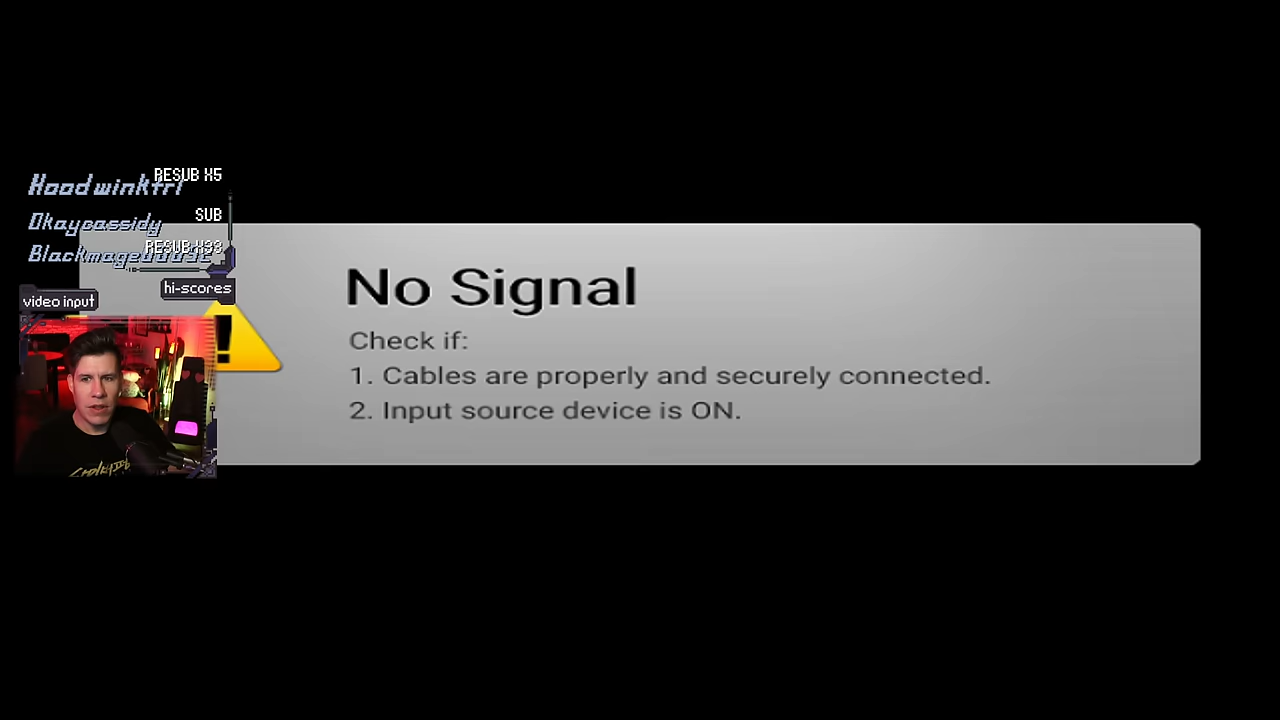 Hoodwinktrl
RESUB X5
Okaycassidy
SUB
RESUB X33
hi-scores
video input
No Signal
Check if:
1. Cables are properly and securely connected.
2. Input source device is ON.